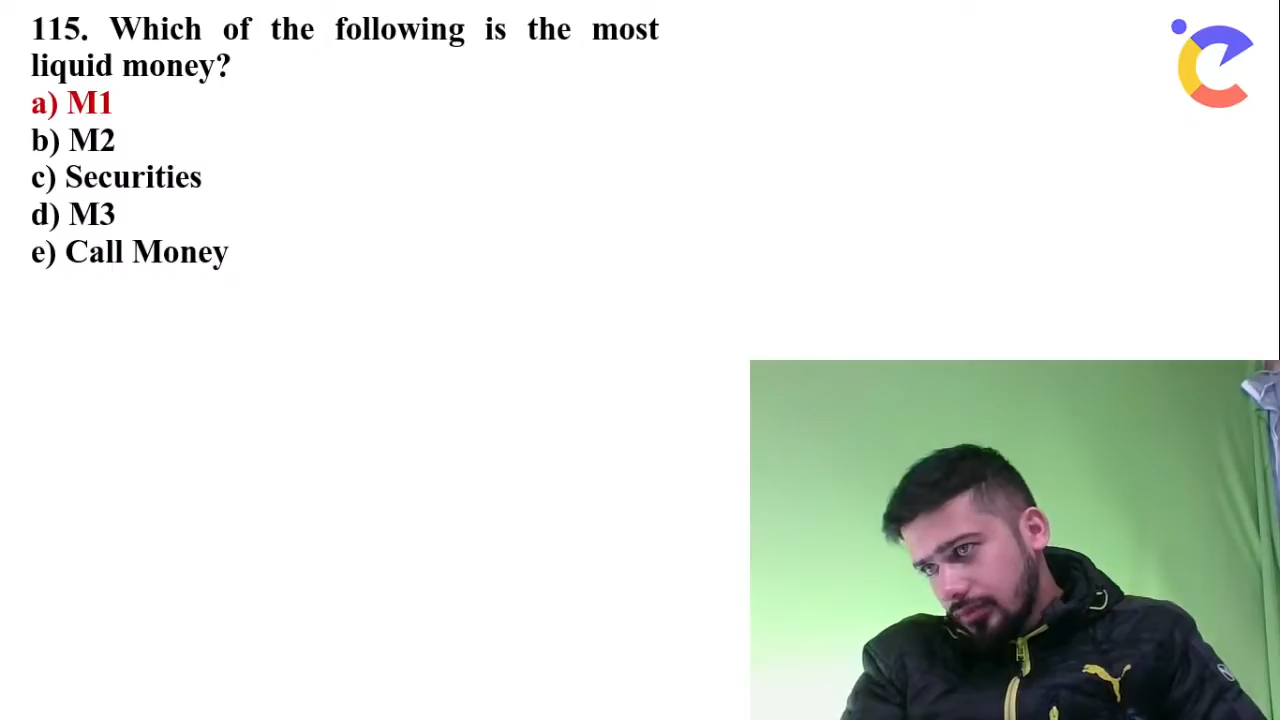 115. Which of the following is the most
liquid money?
a) M1
b) M2
c) Securities
d) M3
e) Call Money